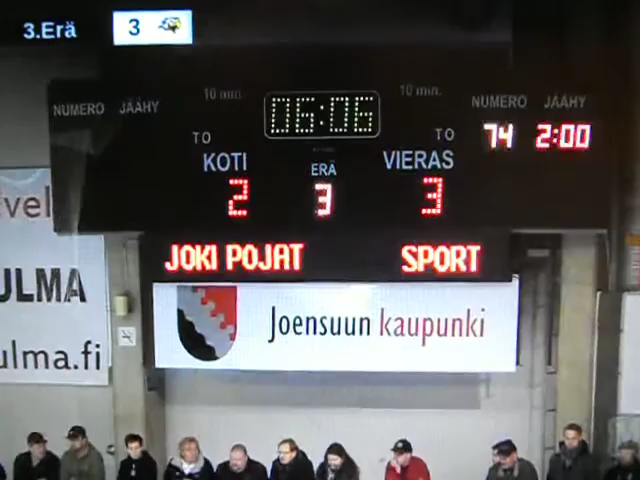 3.Erä
3
10 min.
10 min.
NUMERO
JÄÄHY
06:06
NUMERO
JÄÄHY
TO
TO
74
2:00
KOTI
ERÄ
VIERAS
2
3
3
JOKI POJAT
SPORT
Joensuun kaupunki
vel
ULMA
ulma.fi